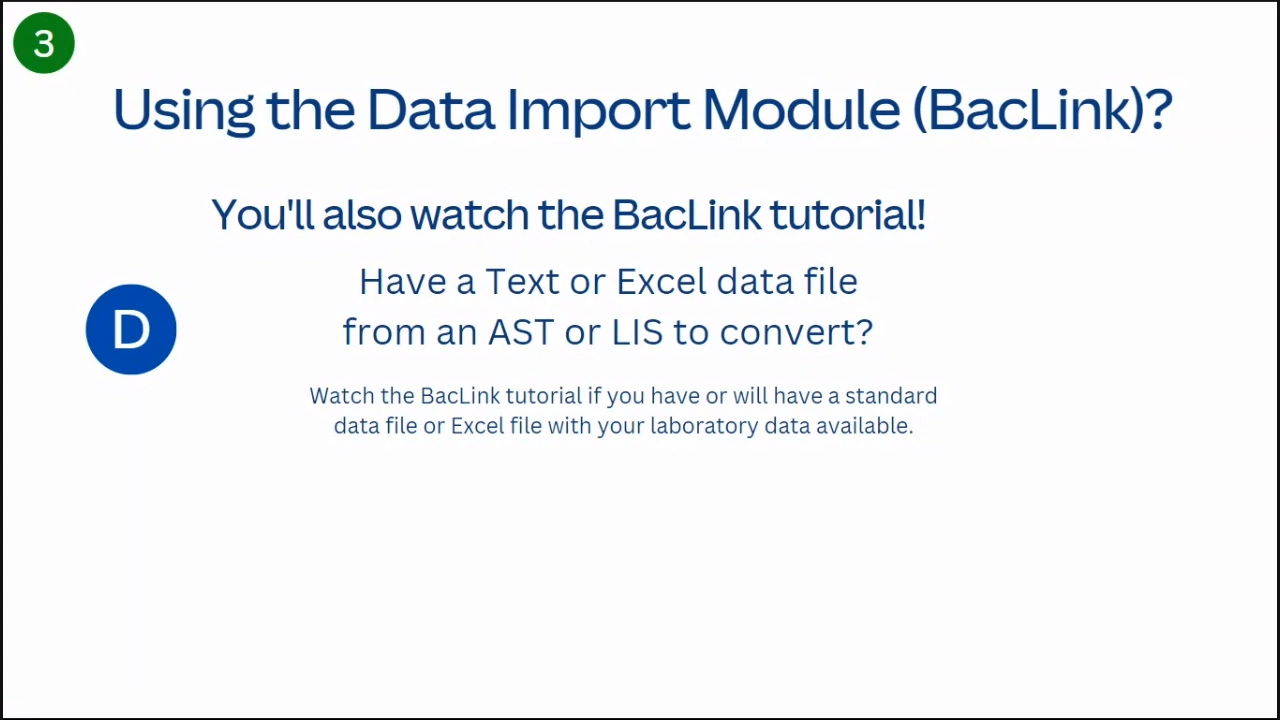 3
Using the Data Import Module (BacLink)?
You'll also watch the BacLink tutorial!
Have a Text or Excel data file
from an AST or LIS to convert?
D
Watch the BacLink tutorial if you have or will have a standard
data file or Excel file with your laboratory data available.